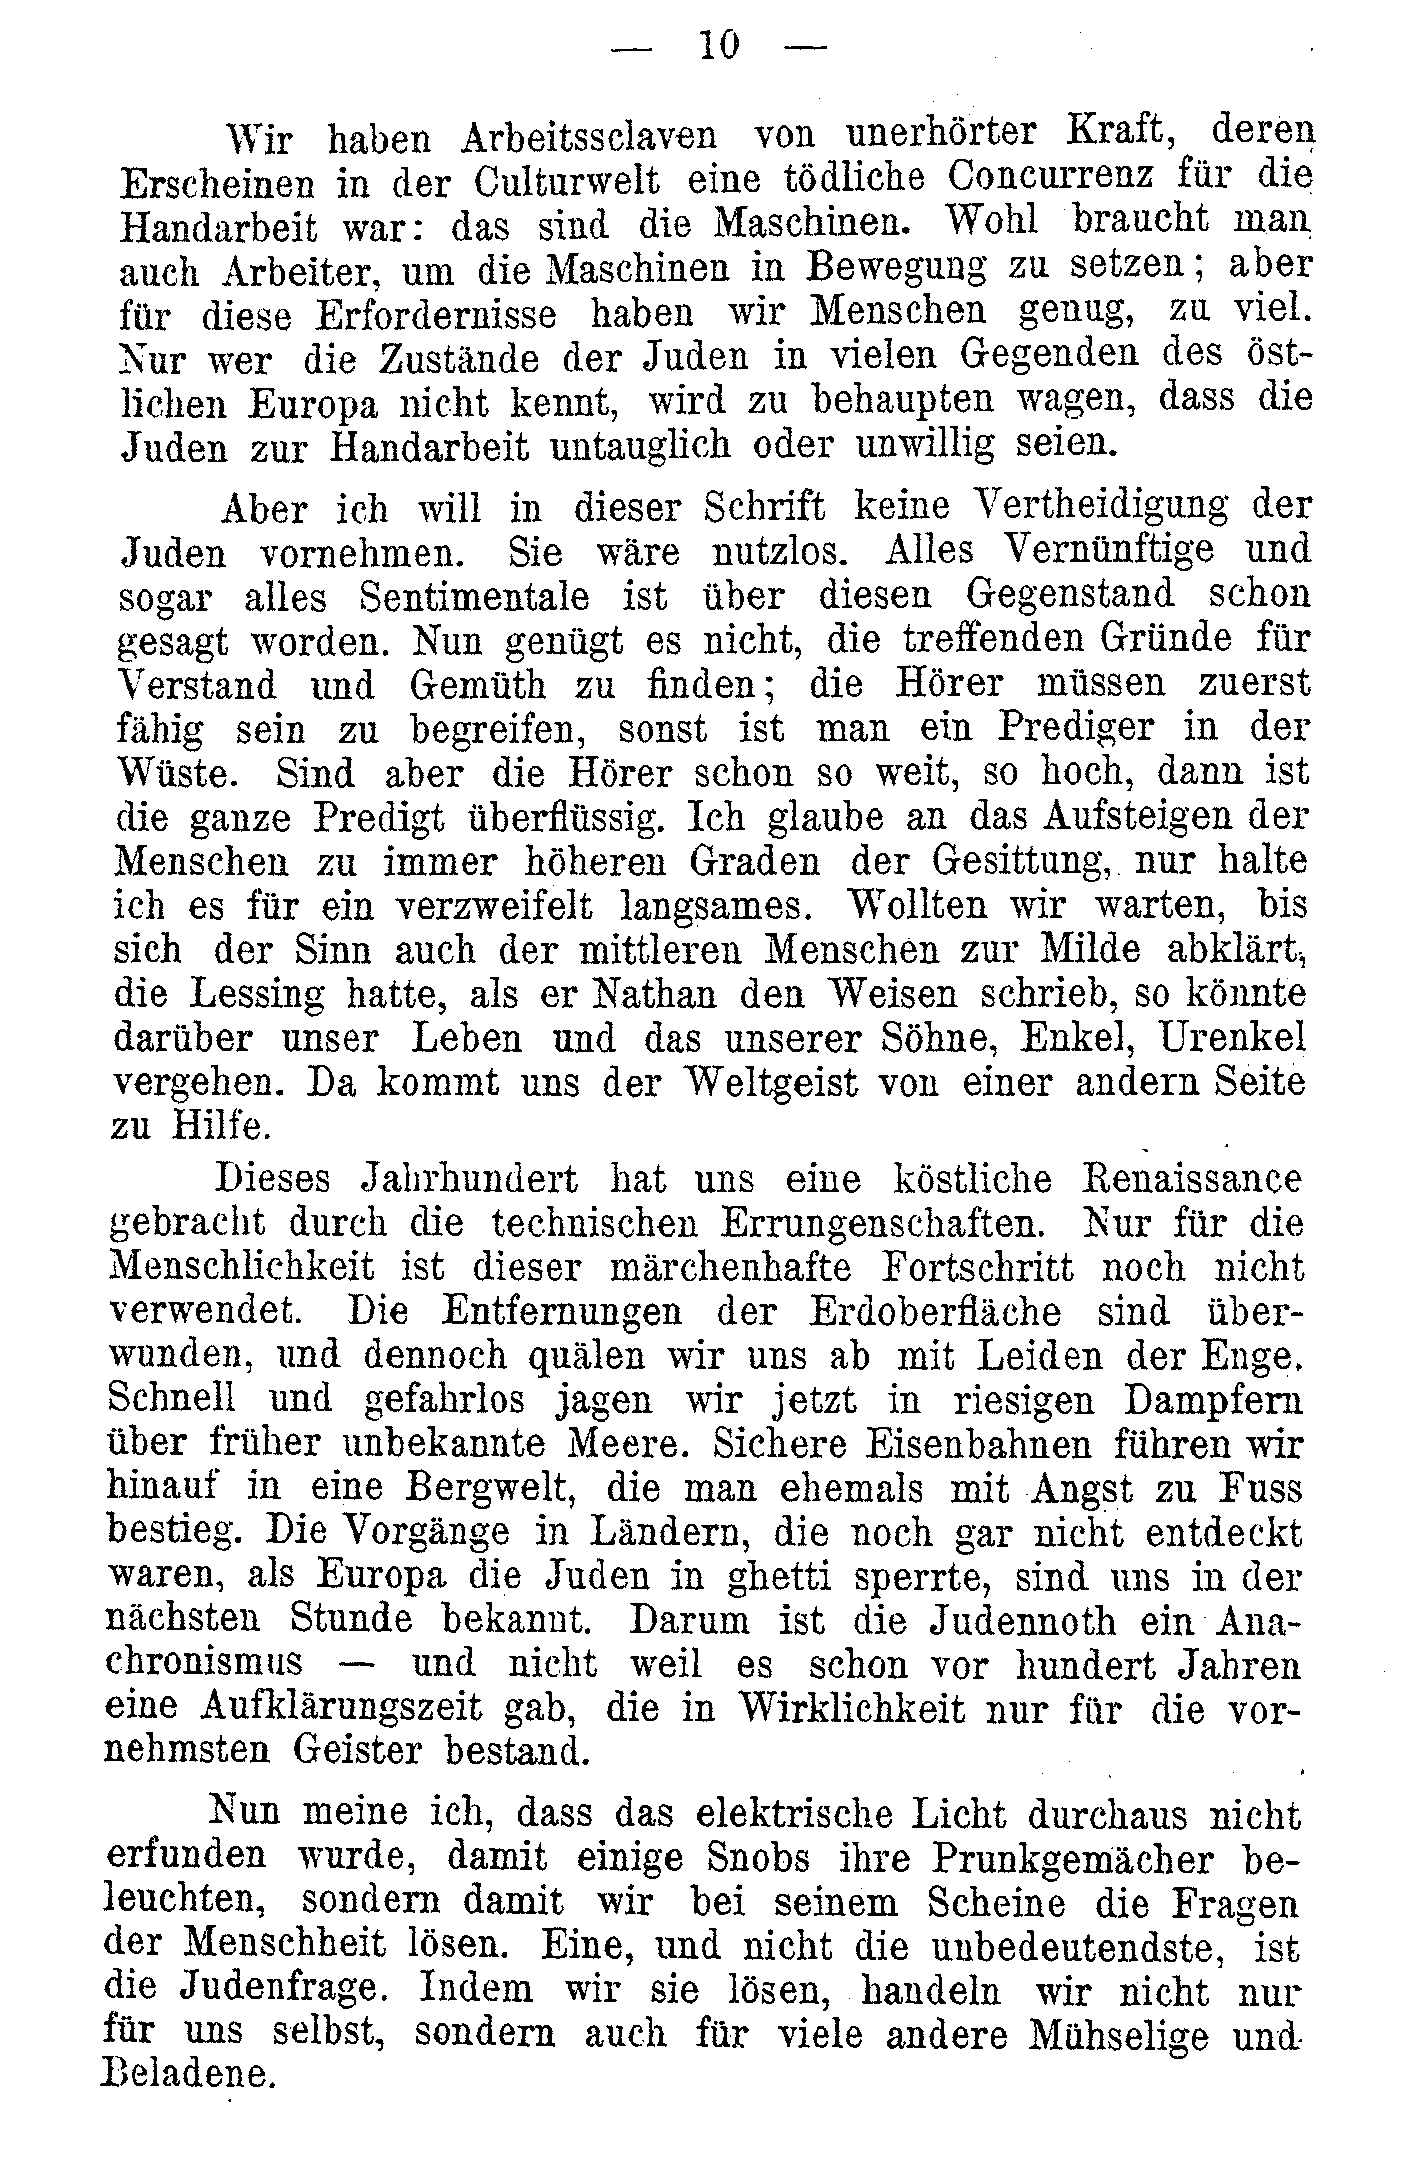 — 10 —
Wir haben Arbeitssclaven von unerhörter Kraft, deren
Erscheinen in der Culturwelt eine tödliche Concurrenz für die
Handarbeit war: das sind die Maschinen. Wohl braucht man
auch Arbeiter, um die Maschinen in Bewegung zu setzen; aber
für diese Erfordernisse haben wir Menschen genug, zu viel.
Nur wer die Zustände der Juden in vielen Gegenden des öst-
lichen Europa nicht kennt, wird zu behaupten wagen, dass die
Juden zur Handarbeit untauglich oder unwillig seien.
Aber ich will in dieser Schrift keine Vertheidigung der
Juden vornehmen. Sie wäre nutzlos. Alles Vernünftige und
sogar alles Sentimentale ist über diesen Gegenstand schon
gesagt worden. Nun genügt es nicht, die treffenden Gründe für
Verstand und Gemüth zu finden; die Hörer müssen zuerst
fähig sein zu begreifen, sonst ist man ein Prediger in der
Wüste. Sind aber die Hörer schon so weit, so hoch, dann ist
die ganze Predigt überflüssig. Ich glaube an das Aufsteigen der
Menschen zu immer höheren Graden der Gesittung, nur halte
ich es für ein verzweifelt langsames. Wollten wir warten, bis
sich der Sinn auch der mittleren Menschen zur Milde abklärt,
die Lessing hatte, als er Nathan den Weisen schrieb, so könnte
darüber unser Leben und das unserer Söhne, Enkel, Urenkel
vergehen. Da kommt uns der Weltgeist von einer andern Seite
zu Hilfe.
Dieses Jahrhundert hat uns eine köstliche Renaissance
gebracht durch die technischen Errungenschaften. Nur für die
Menschlichkeit ist dieser märchenhafte Fortschritt noch nicht
verwendet. Die Entfernungen der Erdoberfläche sind über-
wunden, und dennoch quälen wir uns ab mit Leiden der Enge.
Schnell und gefahrlos jagen wir jetzt in riesigen Dampfern
über früher unbekannte Meere. Sichere Eisenbahnen führen wir
hinauf in eine Bergwelt, die man ehemals mit Angst zu Fuss
bestieg. Die Vorgänge in Ländern, die noch gar nicht entdeckt
waren, als Europa die Juden in ghetti sperrte, sind uns in der
nächsten Stunde bekannt. Darum ist die Judennoth ein Ana-
chronismus — und nicht weil es schon vor hundert Jahren
eine Aufklärungszeit gab, die in Wirklichkeit nur für die vor-
nehmsten Geister bestand.
Nun meine ich, dass das elektrische Licht durchaus nicht
erfunden wurde, damit einige Snobs ihre Prunkgemächer be-
leuchten, sondern damit wir bei seinem Scheine die Fragen
der Menschheit lösen. Eine, und nicht die unbedeutendste, ist
die Judenfrage. Indem wir sie lösen, handeln wir nicht nur
für uns selbst, sondern auch für viele andere Mühselige und
Beladene.